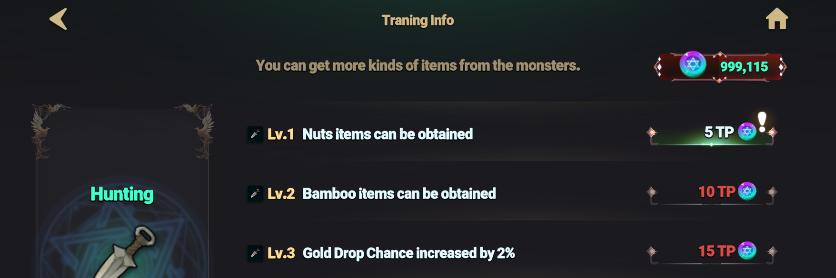 Traning Info
You can get more kinds of items from the monsters.
999,115
Hunting
Lv.1 Nuts items can be obtained 5 TP !
Lv.2 Bamboo items can be obtained 10 TP
Lv.3 Gold Drop Chance increased by 2% 15 TP